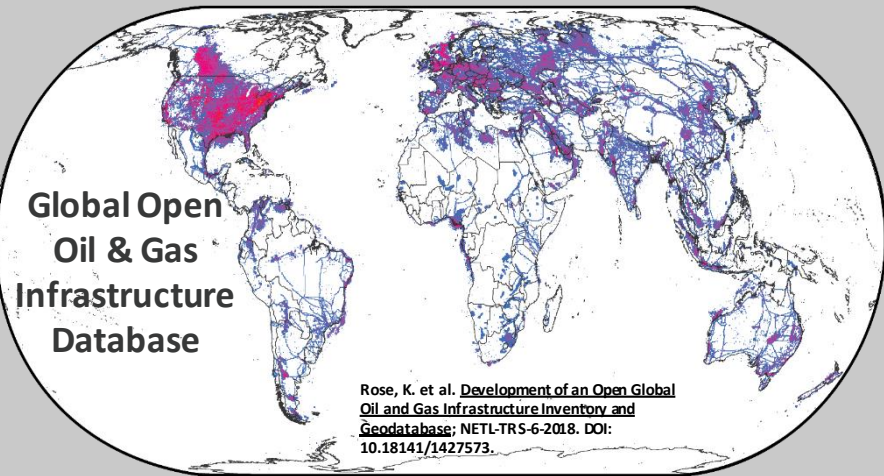 Global Open
Oil & Gas
Infrastructure
Database
Rose, K. et al. Development of an Open Global
Oil and Gas Infrastructure Inventory and
Geodatabase; NETL-TRS-6-2018. DOI:
10.18141/1427573.